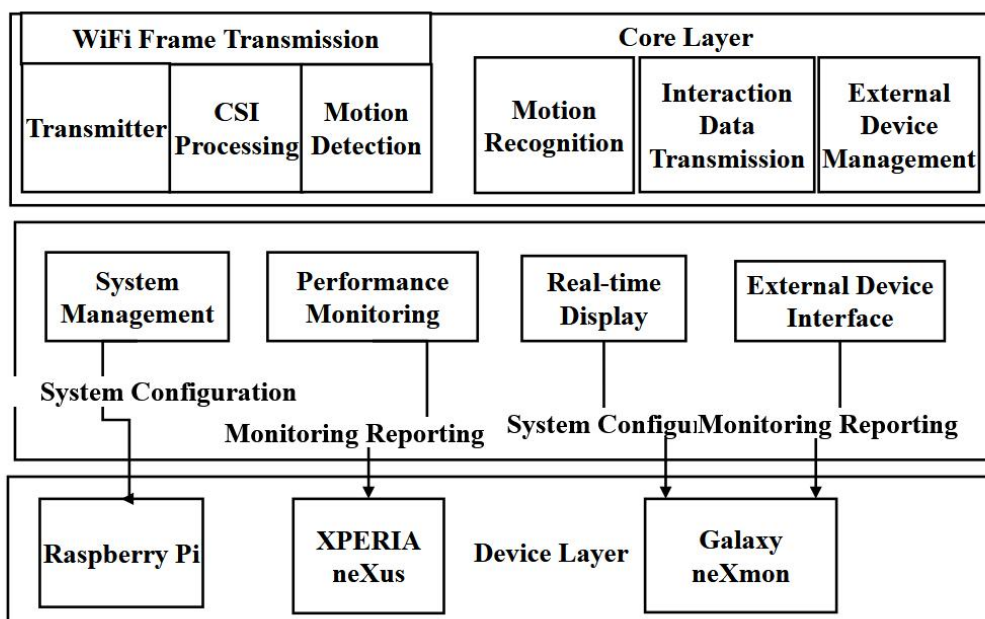 WiFi Frame Transmission
Core Layer
Transmitter
CSI
Processing
Motion
Detection
Motion
Recognition
Interaction
Data
Transmission
External
Device
Management
System
Management
Performance
Monitoring
Real-time
Display
External Device
Interface
System Configuration
Monitoring Reporting
System Configu
Monitoring Reporting
Raspberry Pi
XPERIA
neXus
Device Layer
Galaxy
neXmon